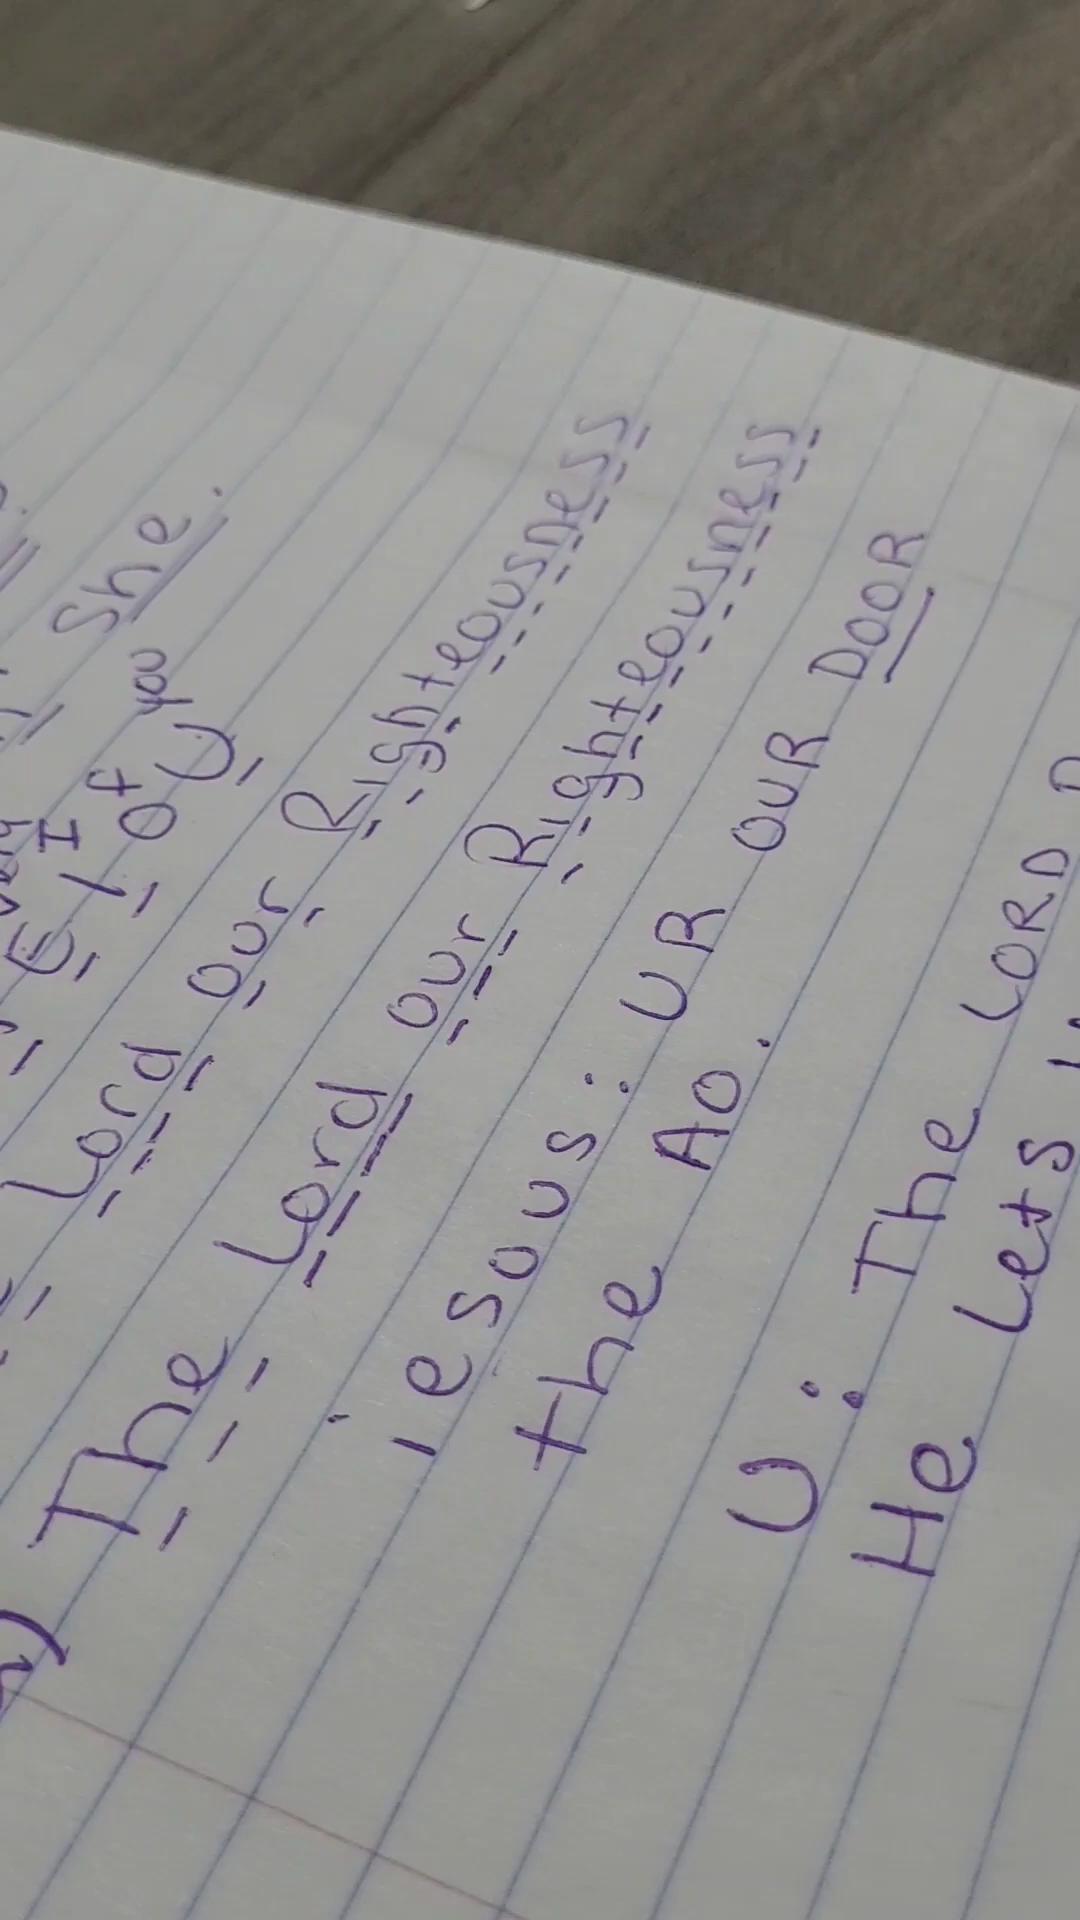 She.
I
I of U you
Lord our Righteousness
The Lord our Righteousness
iesous: UR OUR DOOR
the AO.
U: The LORD
He Lets